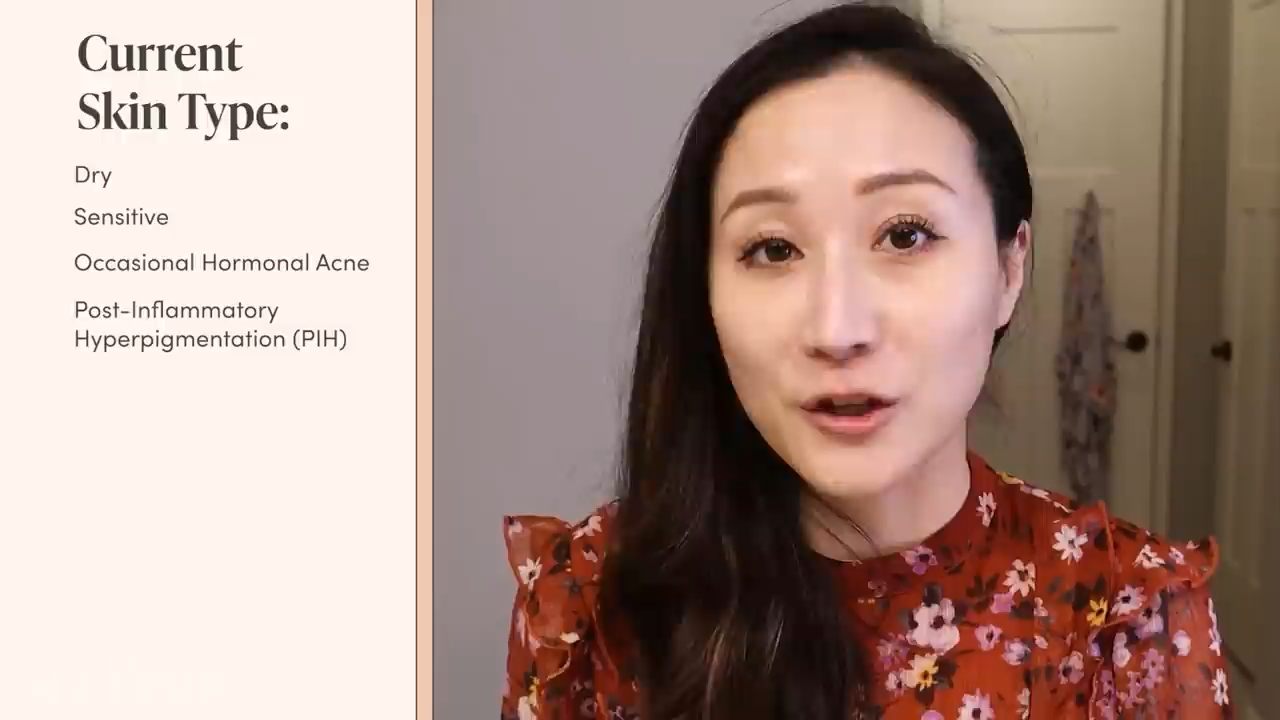 Current
Skin Type:
Dry
Sensitive
Occasional Hormonal Acne
Post-Inflammatory
Hyperpigmentation (PIH)